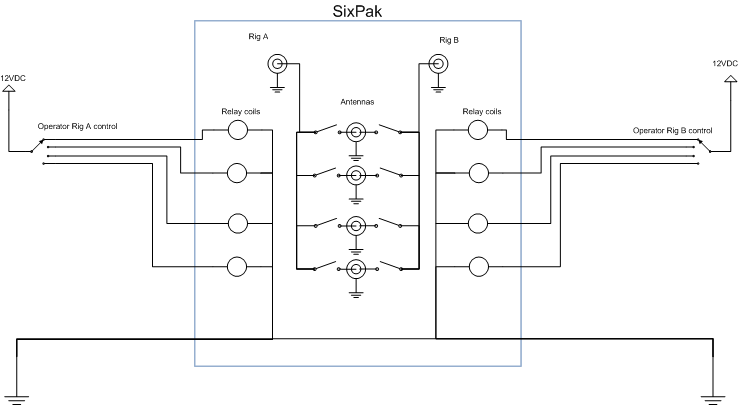 SixPak
Rig A
Rig B
12VDC
12VDC
Relay coils
Antennas
Relay coils
Operator Rig A control
Operator Rig B control